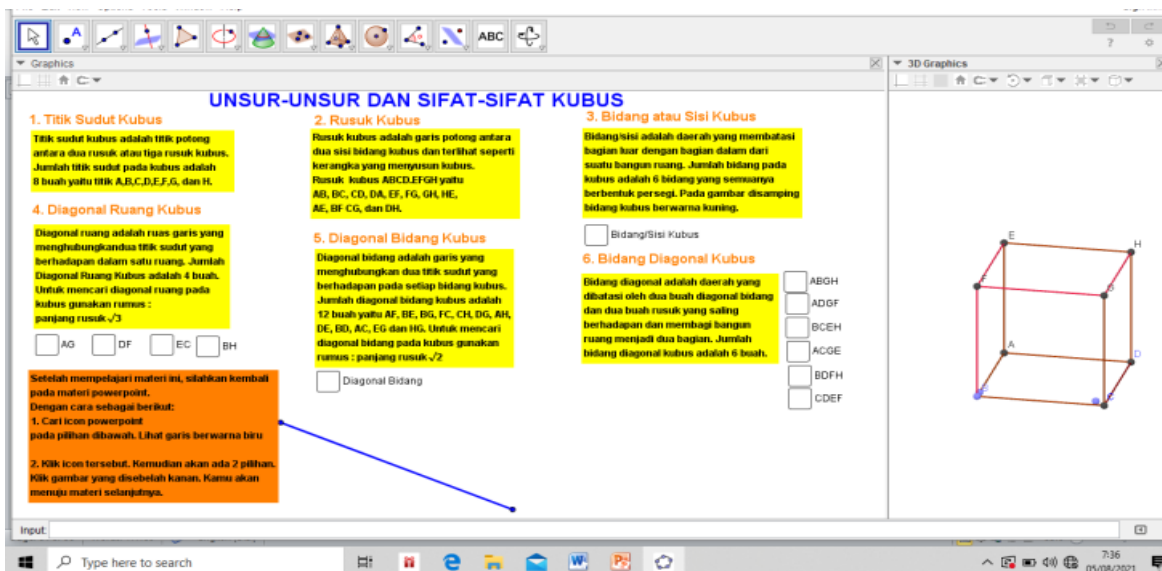 ABC
Graphics
3D Graphics
UNSUR-UNSUR DAN SIFAT-SIFAT KUBUS
1. Titik Sudut Kubus
Titik sudut kubus adalah titik potong
antara dua rusuk atau tiga rusuk kubus.
Jumlah titik sudut pada kubus adalah
8 buah yaitu titik A,B,C,D,E,F,G, dan H.
2. Rusuk Kubus
Rusuk kubus adalah garis potong antara
dua sisi bidang dan terlihat seperti
kerangka yang menyusun kubus.
Rusuk kubus ABCD.EFGH yaitu
AB, BC, CD, DA, EF, FG, GH, HE,
AE, BF CG, dan DH.
3. Bidang atau Sisi Kubus
Bidang/sisi adalah daerah yang membatasi
bagian luar dengan bagian dalam dari
suatu bangun ruang. Jumlah bidang pada
kubus adalah 6 bidang yang semuanya
berbentuk persegi. Pada gambar disamping
bidang kubus berwarna kuning.
Bidang/Sisi Kubus
4. Diagonal Ruang Kubus
Diagonal ruang adalah ruas garis yang
menghubungkandua titik sudut yang
berhadapan dalam satu ruang. Jumlah
Diagonal Ruang Kubus adalah 4 buah.
Untuk mencari diagonal ruang pada
kubus gunakan rumus :
panjang rusuk √3
AG DF EC BH
5. Diagonal Bidang Kubus
Diagonal bidang adalah garis yang
menghubungkan dua titik sudut yang
berhadapan pada setiap bidang kubus.
Jumlah diagonal bidang kubus adalah
12 buah yaitu AF, BE, BG, FC, CH, DG, AH,
DE, BD, AC, EG dan HG. Untuk mencari
diagonal bidang pada kubus gunakan
rumus : panjang rusuk √2
Diagonal Bidang
6. Bidang Diagonal Kubus
Bidang diagonal adalah daerah yang
dibatasi oleh dua buah diagonal bidang
dan dua buah rusuk yang saling
berhadapan dan membagi bangun
ruang menjadi dua bagian. Jumlah
bidang diagonal kubus adalah 6 buah.
ABGH
ADGF
BCEH
ACGE
BDFH
CDEF
Setelah mempelajari materi ini, silahkan kembali
pada materi powerpoint.
Dengan cara sebagai berikut:
1. Cari icon powerpoint
pada pilihan dibawah. Lihat garis berwarna biru
2. Klik icon tersebut. Kemudian akan ada 2 pilihan.
Klik gambar yang disebelah kanan. Kamu akan
menuju materi selanjutnya.
E
H
F
A
D
Input:
Type here to search
7:36
05/08/2021